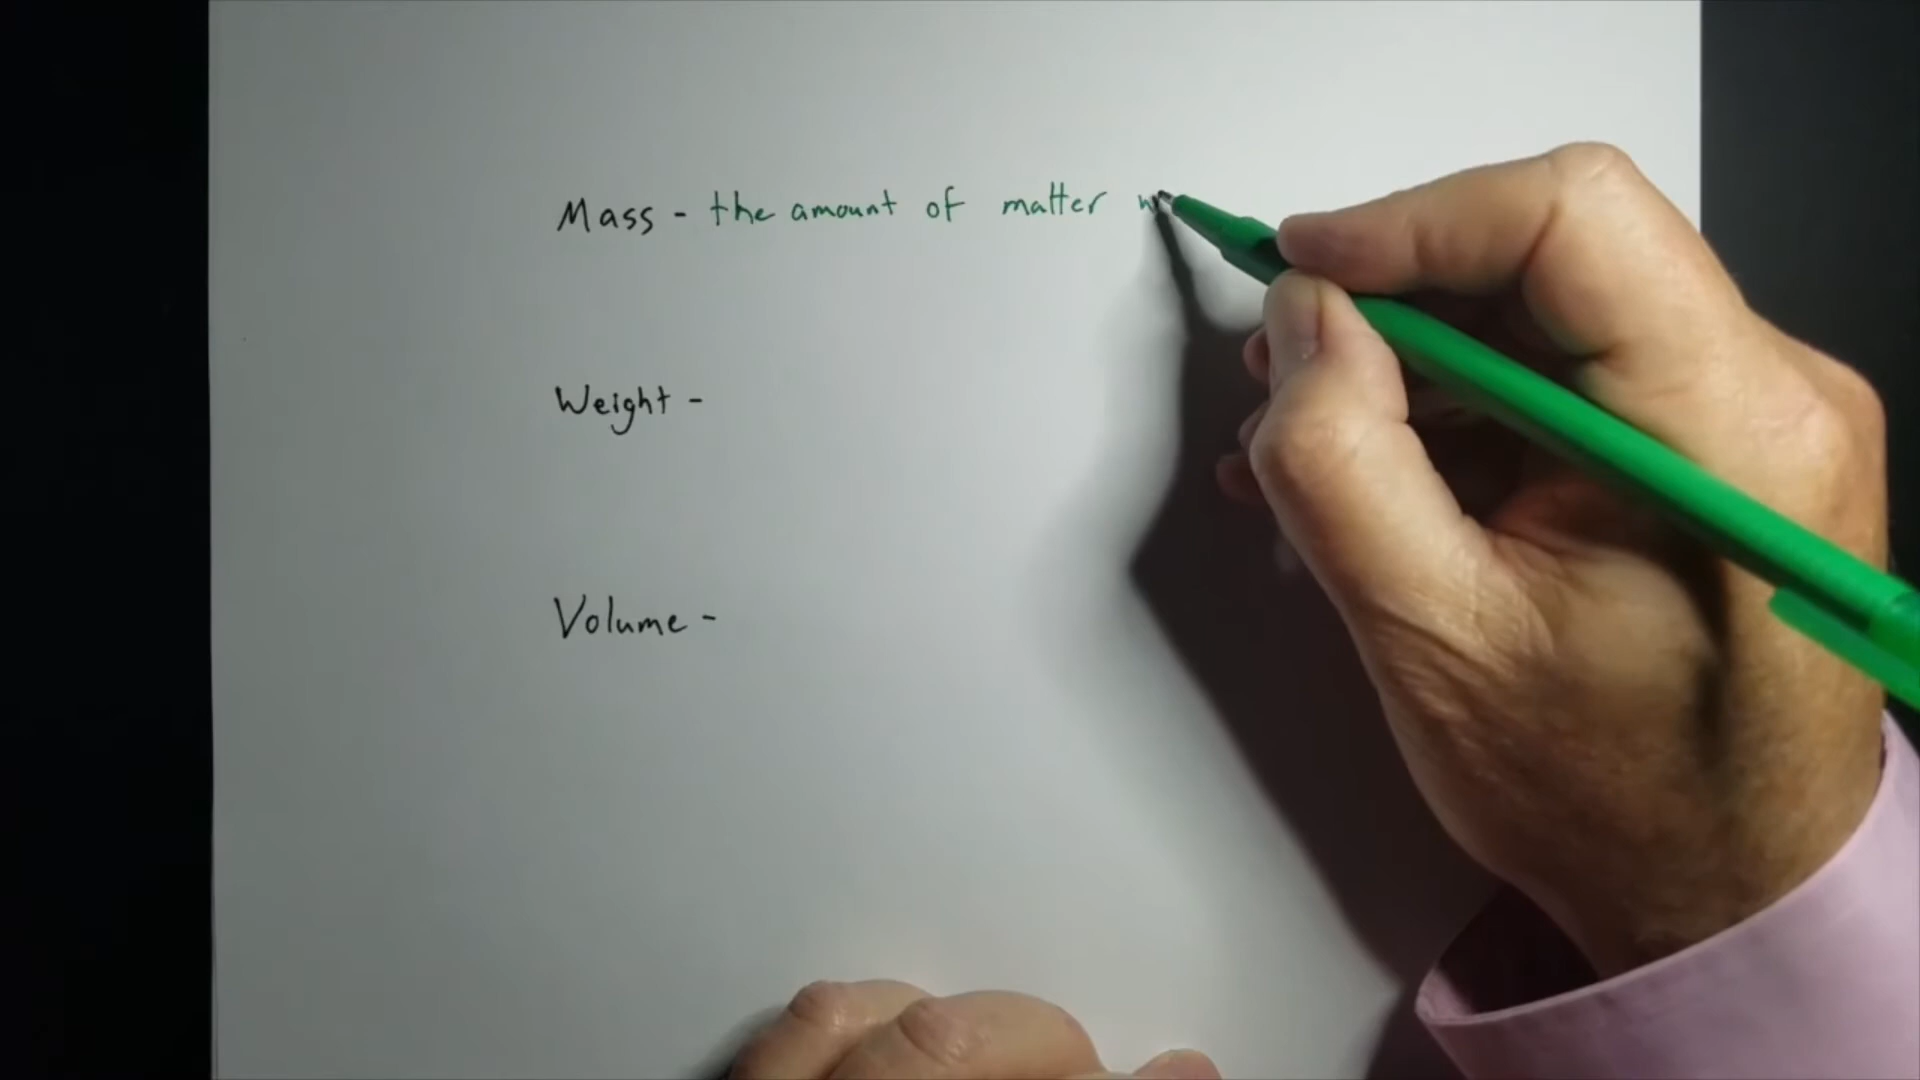 Mass - the amount of matter
Weight -
Volume -